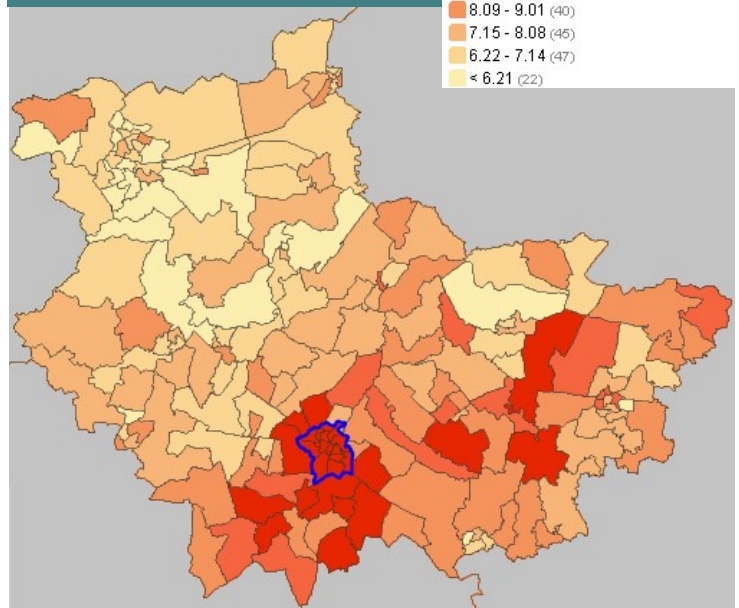 8.09 - 9.01 (40)
7.15 - 8.08 (45)
6.22 - 7.14 (47)
< 6.21 (22)